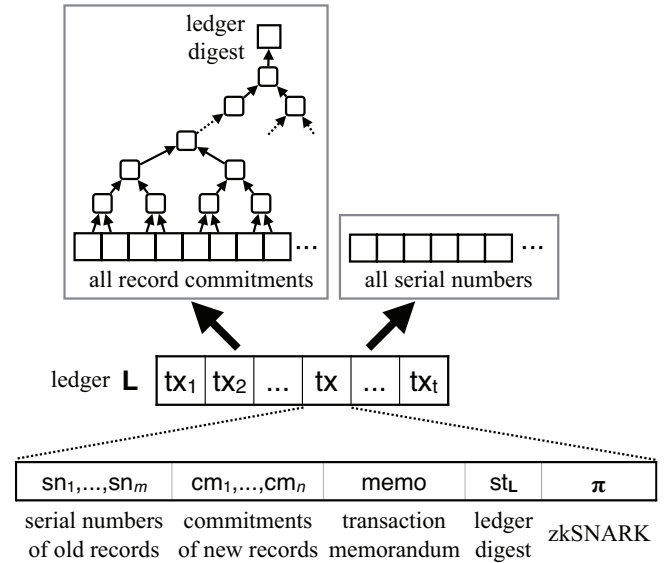 ledger
digest
...
all record commitments
...
all serial numbers
ledger L tx₁ tx₂ ... tx ... txₜ
sn₁,...,snₘ cm₁,...,cmₙ memo st_L π
serial numbers commitments transaction ledger zkSNARK
of old records of new records memorandum digest